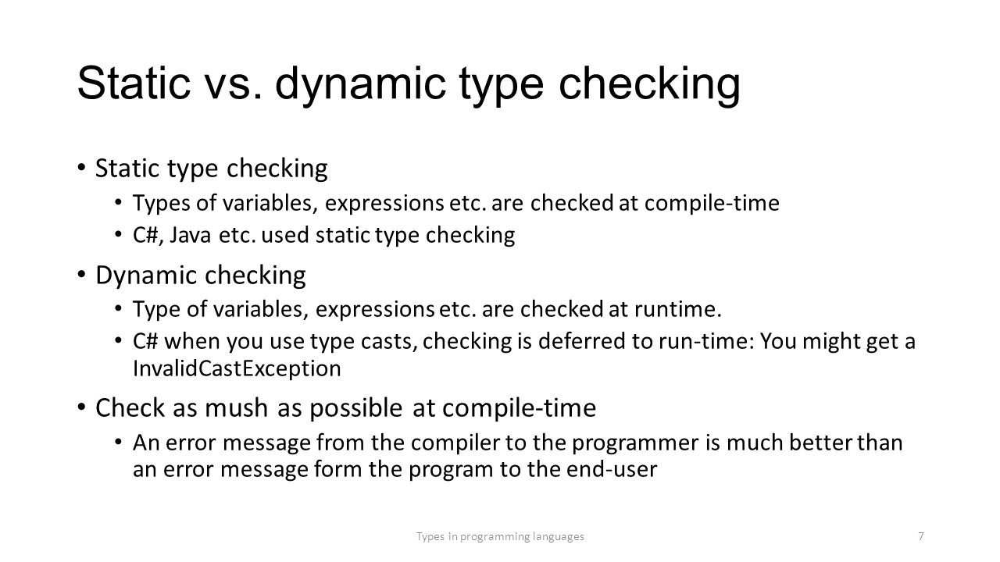 Static vs. dynamic type checking
• Static type checking
• Types of variables, expressions etc. are checked at compile-time
• C#, Java etc. used static type checking
• Dynamic checking
• Type of variables, expressions etc. are checked at runtime.
• C# when you use type casts, checking is deferred to run-time: You might get a
InvalidCastException
• Check as mush as possible at compile-time
• An error message from the compiler to the programmer is much better than
an error message form the program to the end-user
Types in programming languages
7